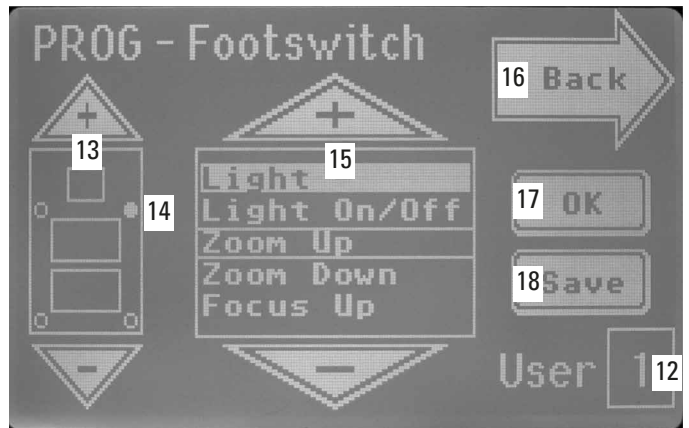 PROG - Footswitch
16 Back
+
13
+
15
14
Light
Light On/Off
Zoom Up
Zoom Down
Focus Up
17 OK
18 Save
-
-
User 1 12